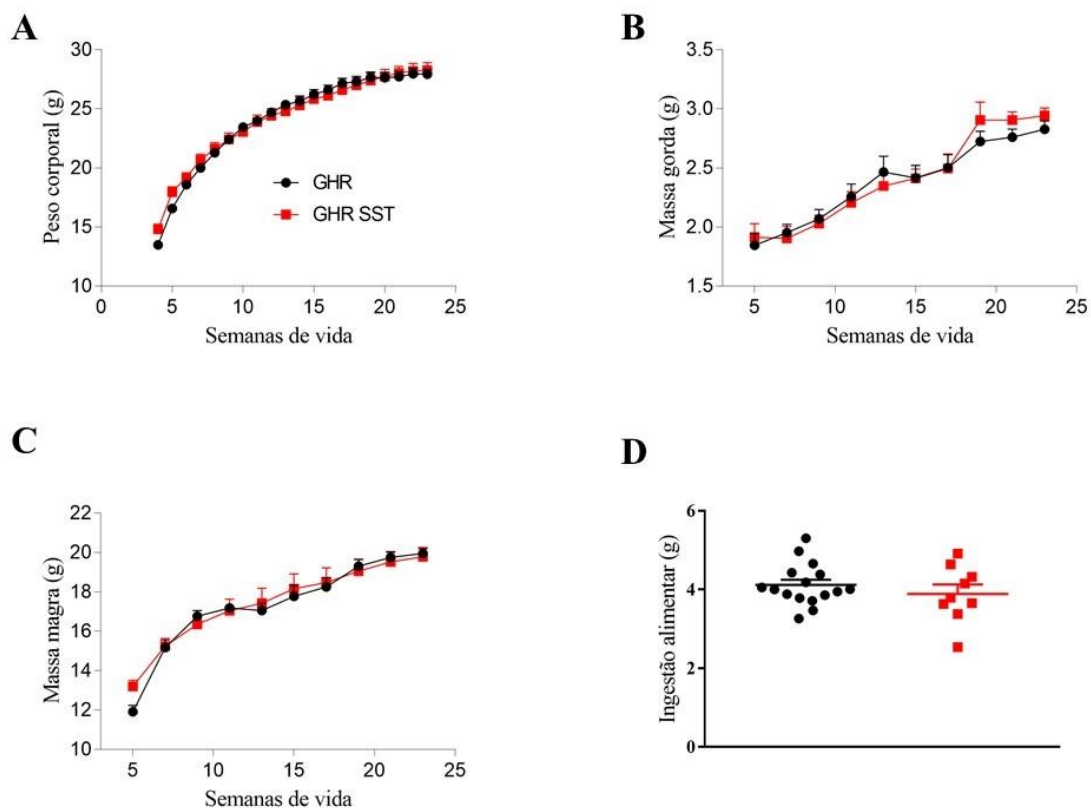 A
Peso corporal (g)
30
25
20
15
10
0
5
10
15
20
25
Semanas de vida
GHR
GHR SST
B
Massa gorda (g)
3.0
2.5
2.0
1.5
5
10
15
20
25
Semanas de vida
C
Massa magra (g)
22
20
18
16
14
12
10
5
10
15
20
25
Semanas de vida
D
Ingestão alimentar (g)
6
4
2
0